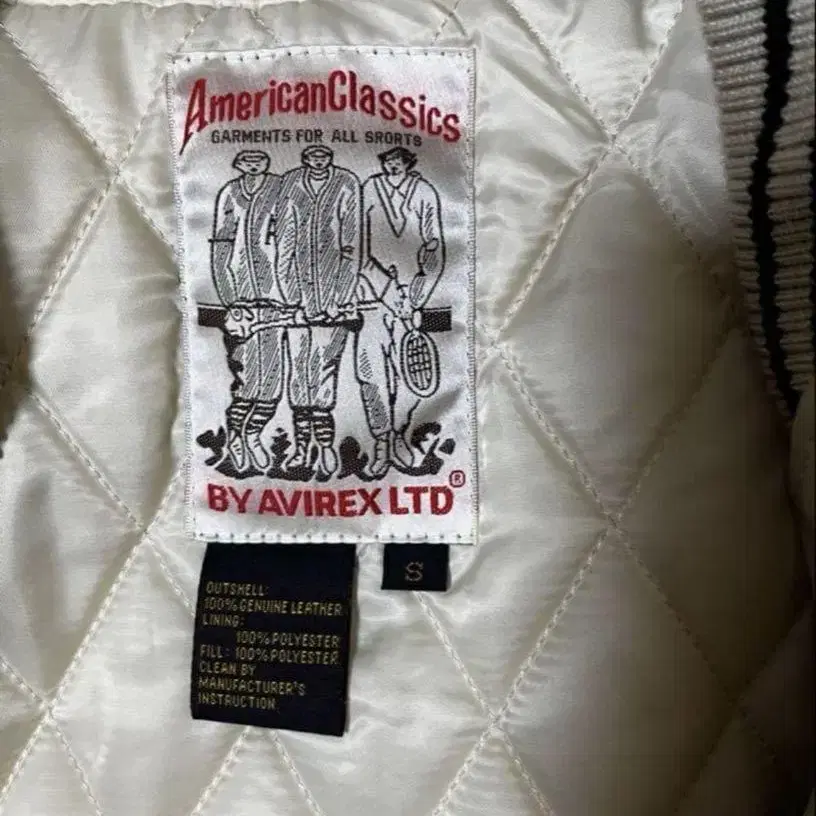 AmericanClassics
GARMENTS FOR ALL SRORTS
BY AVIREX LTD®
S
OUTSHELL:
100% GENUINE LEATHER
LINING:
100% POLYESTER
FILL: 100% POLYESTER
CLEAN BY
MANUFACTURER'S
INSTRUCTION